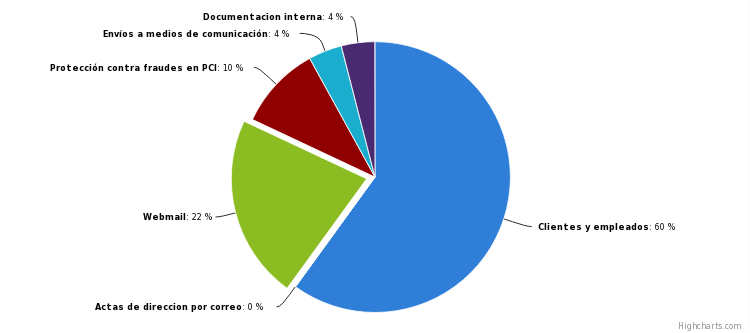 Documentacion interna: 4 %
Envíos a medios de comunicación: 4 %
Protección contra fraudes en PCI: 10 %
Webmail: 22 %
Clientes y empleados: 60 %
Actas de direccion por correo: 0 %
Highcharts.com